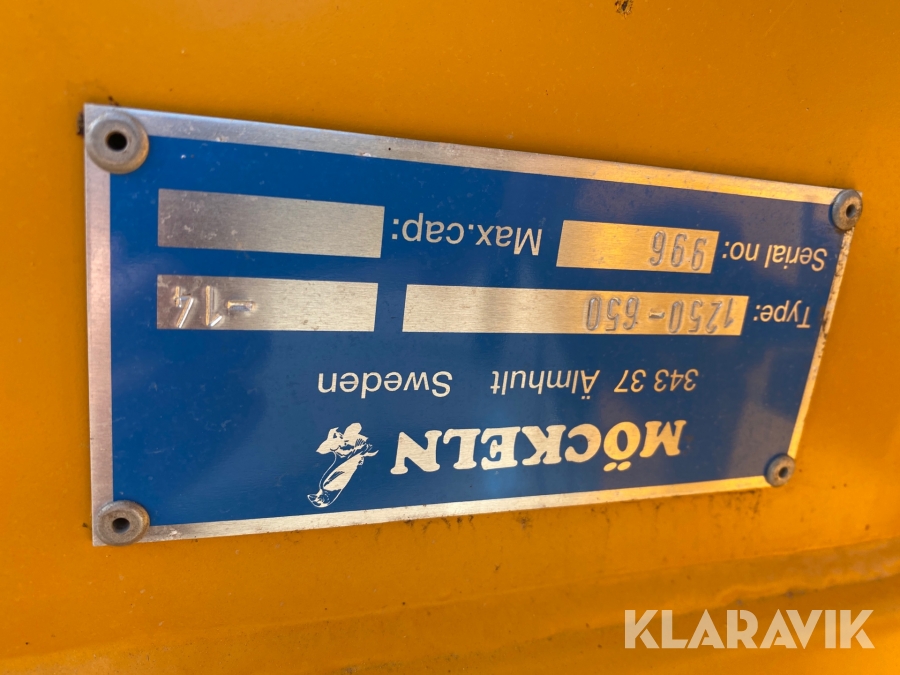 MÖCKELN
343 37 Älmhult Sweden
Type: 1250-650 -14
Serial no: 996 Max.cap:
KLARAVIK